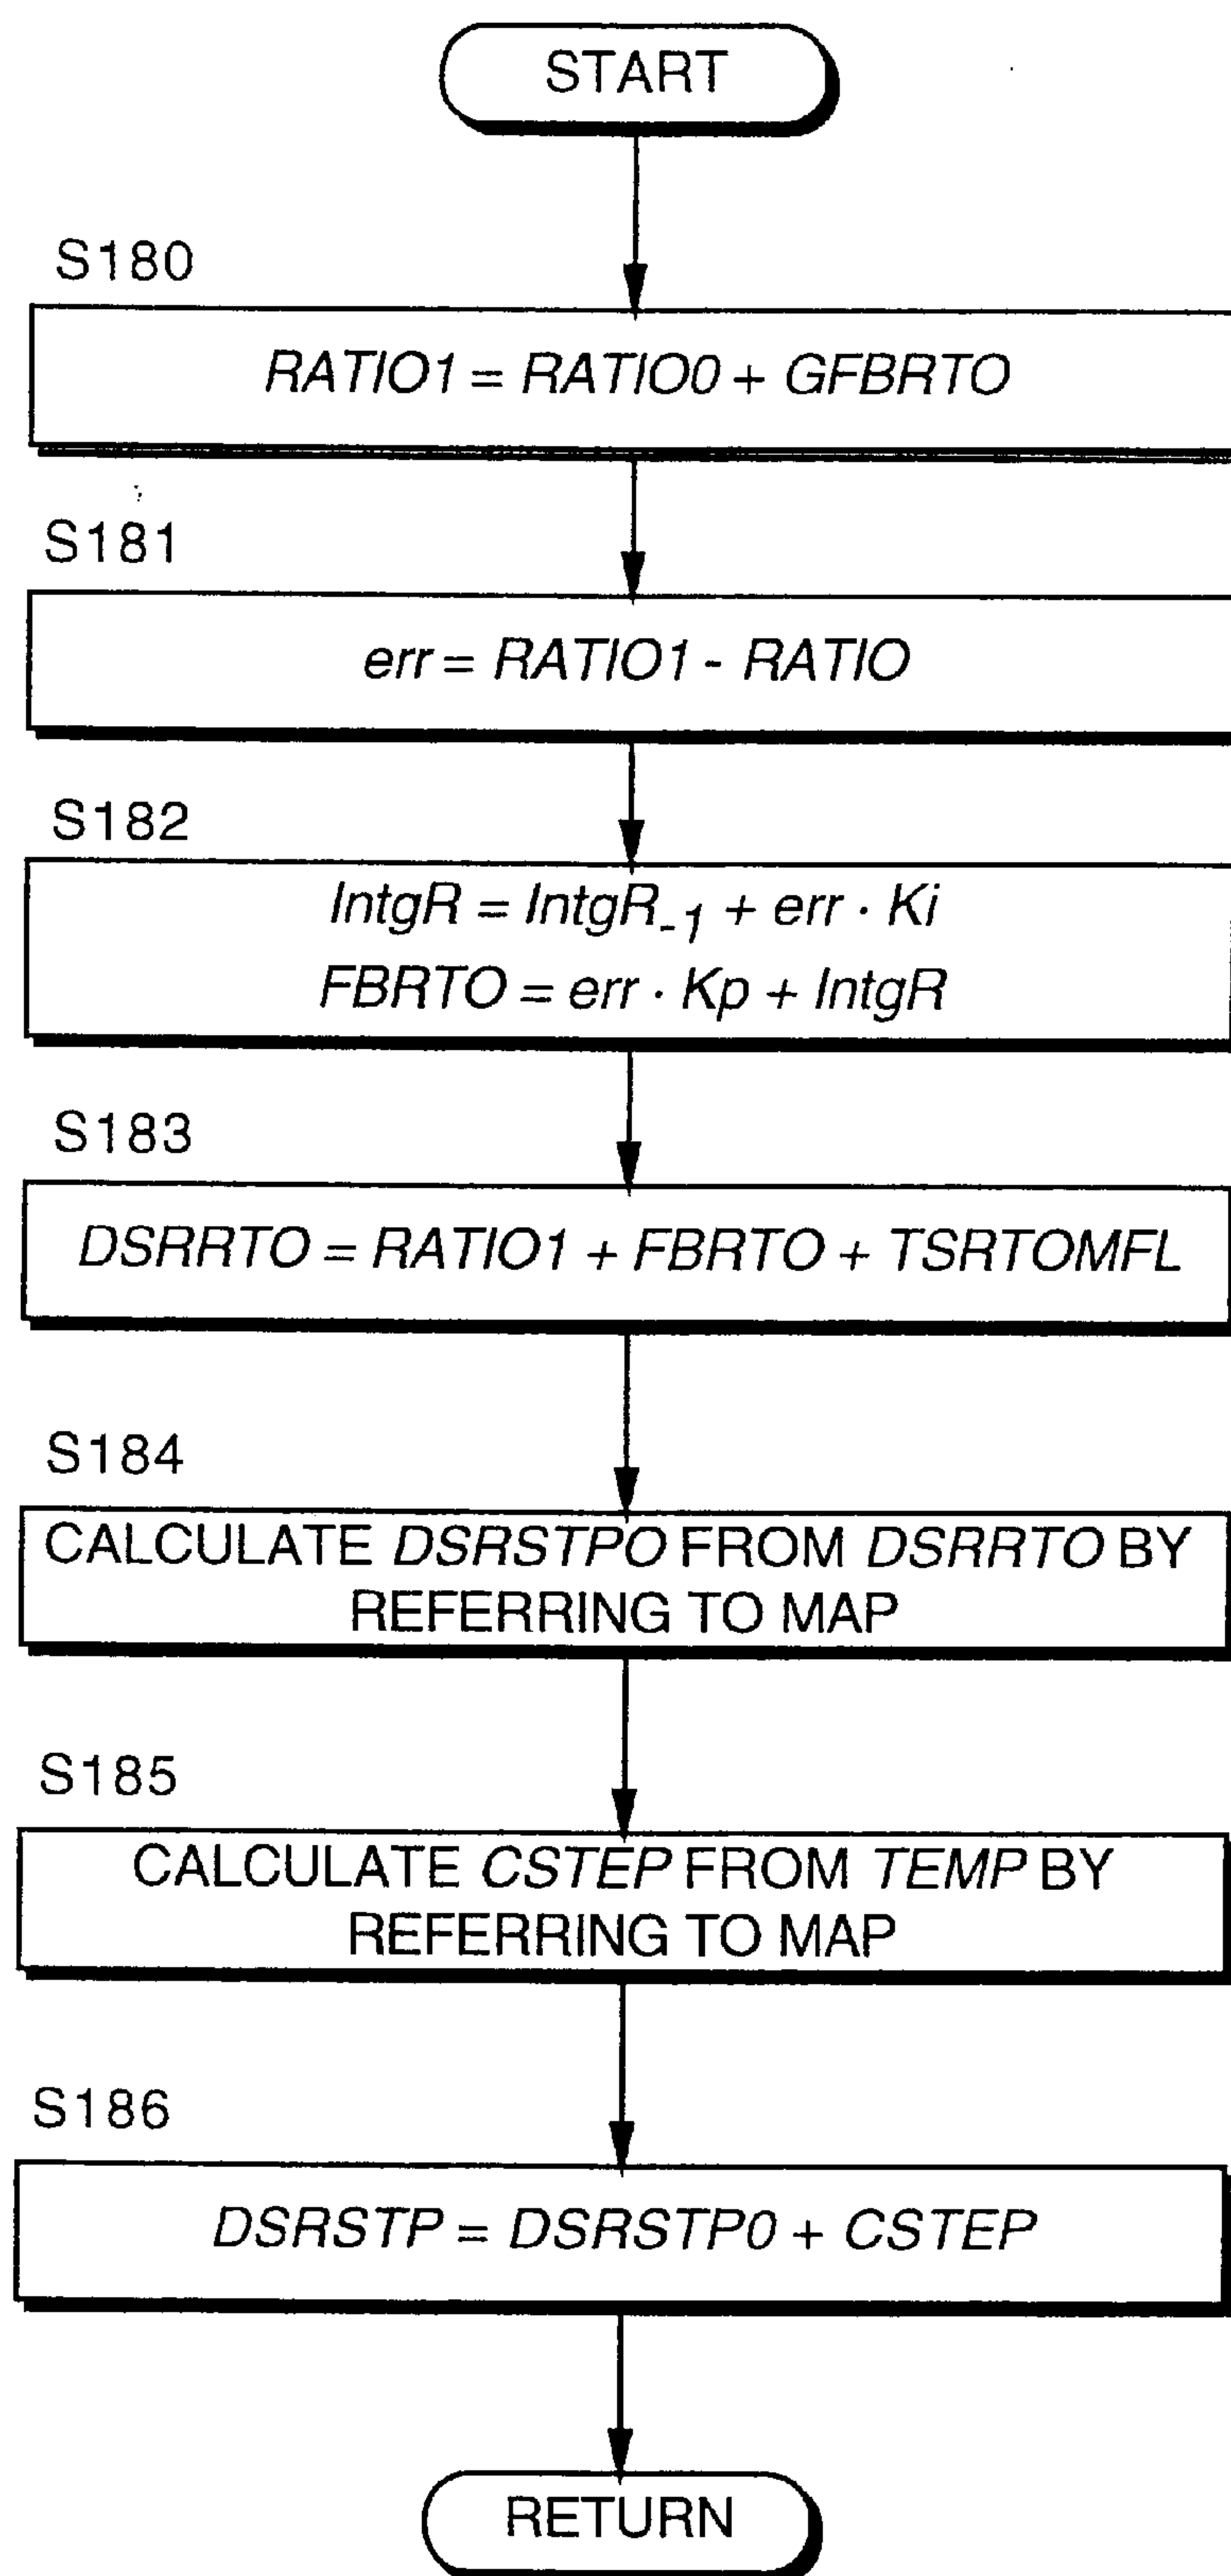 START
S180
RATIO1 = RATIO0 + GFBRTO
S181
err = RATIO1 - RATIO
S182
IntgR = IntgR-1 + err · Ki
FBRTO = err · Kp + IntgR
S183
DSRRTO = RATIO1 + FBRTO + TSRTOMFL
S184
CALCULATE DSRSTPO FROM DSRRTO BY
REFERRING TO MAP
S185
CALCULATE CSTEP FROM TEMP BY
REFERRING TO MAP
S186
DSRSTP = DSRSTP0 + CSTEP
RETURN